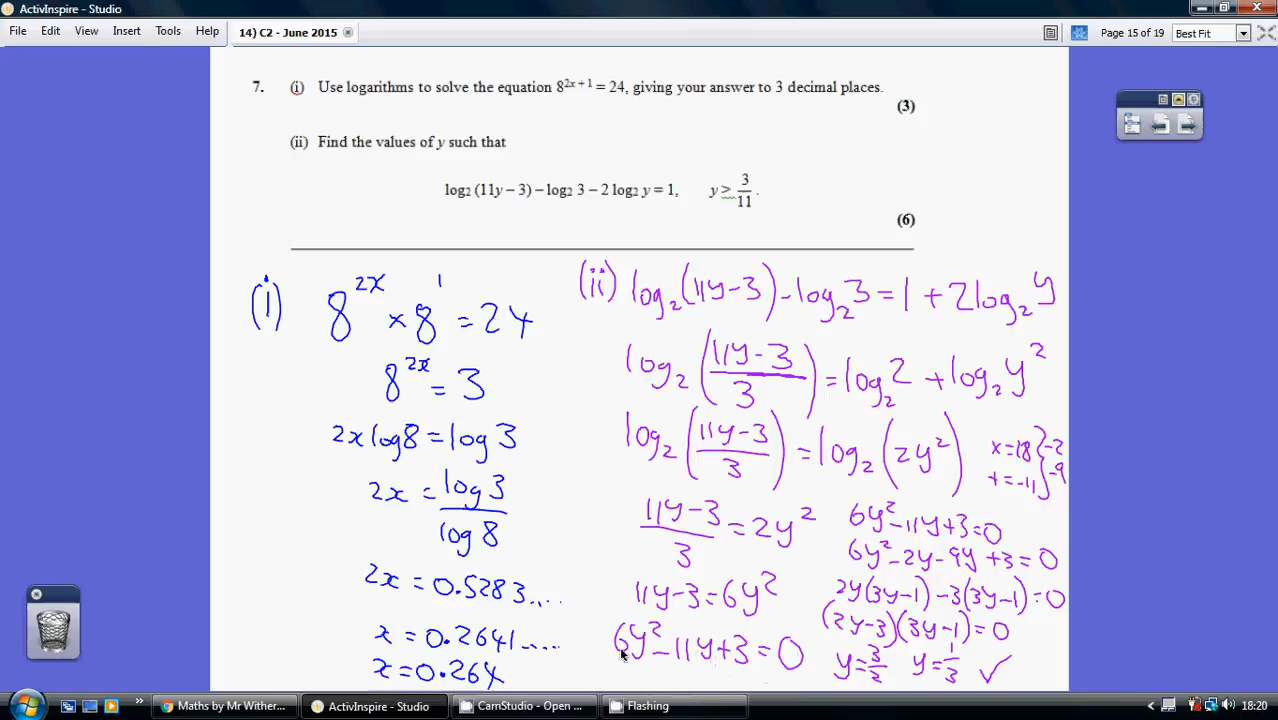 ActivInspire - Studio
File Edit View Insert Tools Help
14) C2 - June 2015
Page 15 of 19
Best Fit
7. (i) Use logarithms to solve the equation 8^{2x + 1} = 24, giving your answer to 3 decimal places.
(3)
(ii) Find the values of y such that
log₂ (11y – 3) – log₂ 3 – 2 log₂ y = 1, y > 3/11 .
(6)
(i) 8^{2x} × 8^1 = 24
8^{2x} = 3
2x log 8 = log 3
2x = log 3 / log 8
2x = 0.5283....
x = 0.2641....
x = 0.264
(ii) log₂(11y-3) - log₂3 = 1 + 2log₂y
log₂((11y-3)/3) = log₂2 + log₂y²
log₂((11y-3)/3) = log₂(2y²)
(11y-3)/3 = 2y²
11y-3 = 6y²
6y² - 11y + 3 = 0
x = 18 } -2
+ = -11 } -9
6y² - 11y + 3 = 0
6y² - 2y - 9y + 3 = 0
2y(3y-1) - 3(3y-1) = 0
(2y-3)(3y-1) = 0
y = 3/2 y = 1/3 ✓
Maths by Mr Wither...
ActivInspire - Studio
CamStudio - Open ...
Flashing
18:20